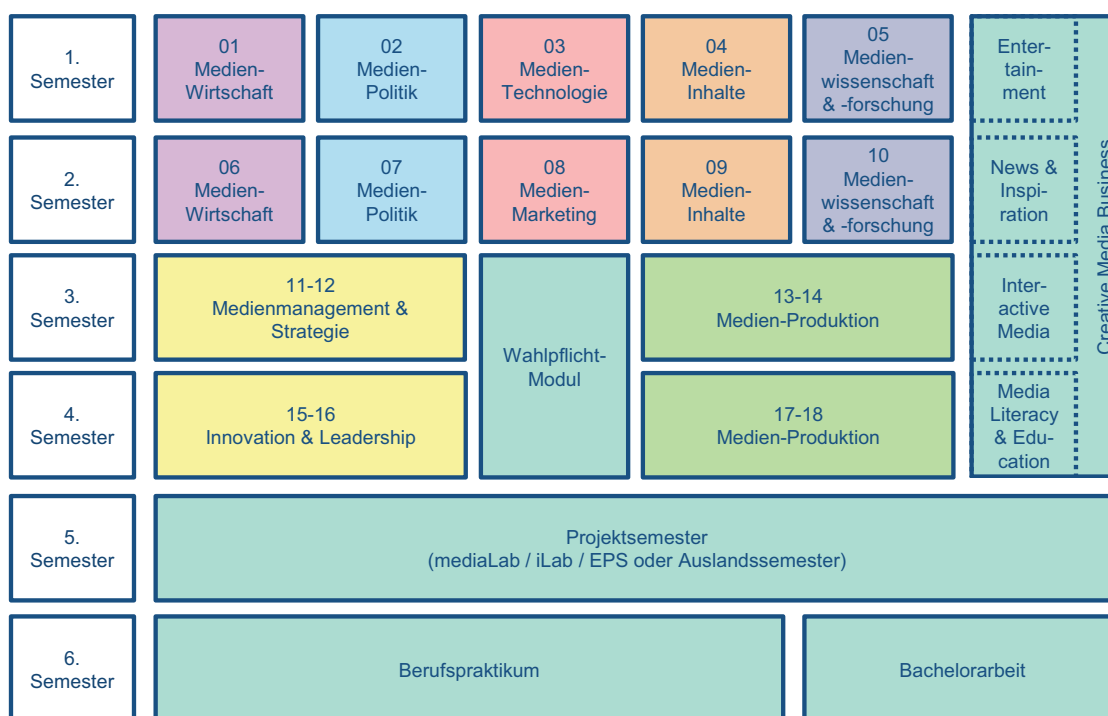 1.
Semester
01
Medien-
Wirtschaft
02
Medien-
Politik
03
Medien-
Technologie
04
Medien-
Inhalte
05
Medien-
wissenschaft
& -forschung
Enter-
tain-
ment
2.
Semester
06
Medien-
Wirtschaft
07
Medien-
Politik
08
Medien-
Marketing
09
Medien-
Inhalte
10
Medien-
wissenschaft
& -forschung
News &
Inspi-
ration
Creative Media Business
3.
Semester
11-12
Medienmanagement &
Strategie
Wahlpflicht-
Modul
13-14
Medien-Produktion
Inter-
active
Media
4.
Semester
15-16
Innovation & Leadership
17-18
Medien-Produktion
Media
Literacy
& Edu-
cation
5.
Semester
Projektsemester
(mediaLab / iLab / EPS oder Auslandssemester)
6.
Semester
Berufspraktikum
Bachelorarbeit